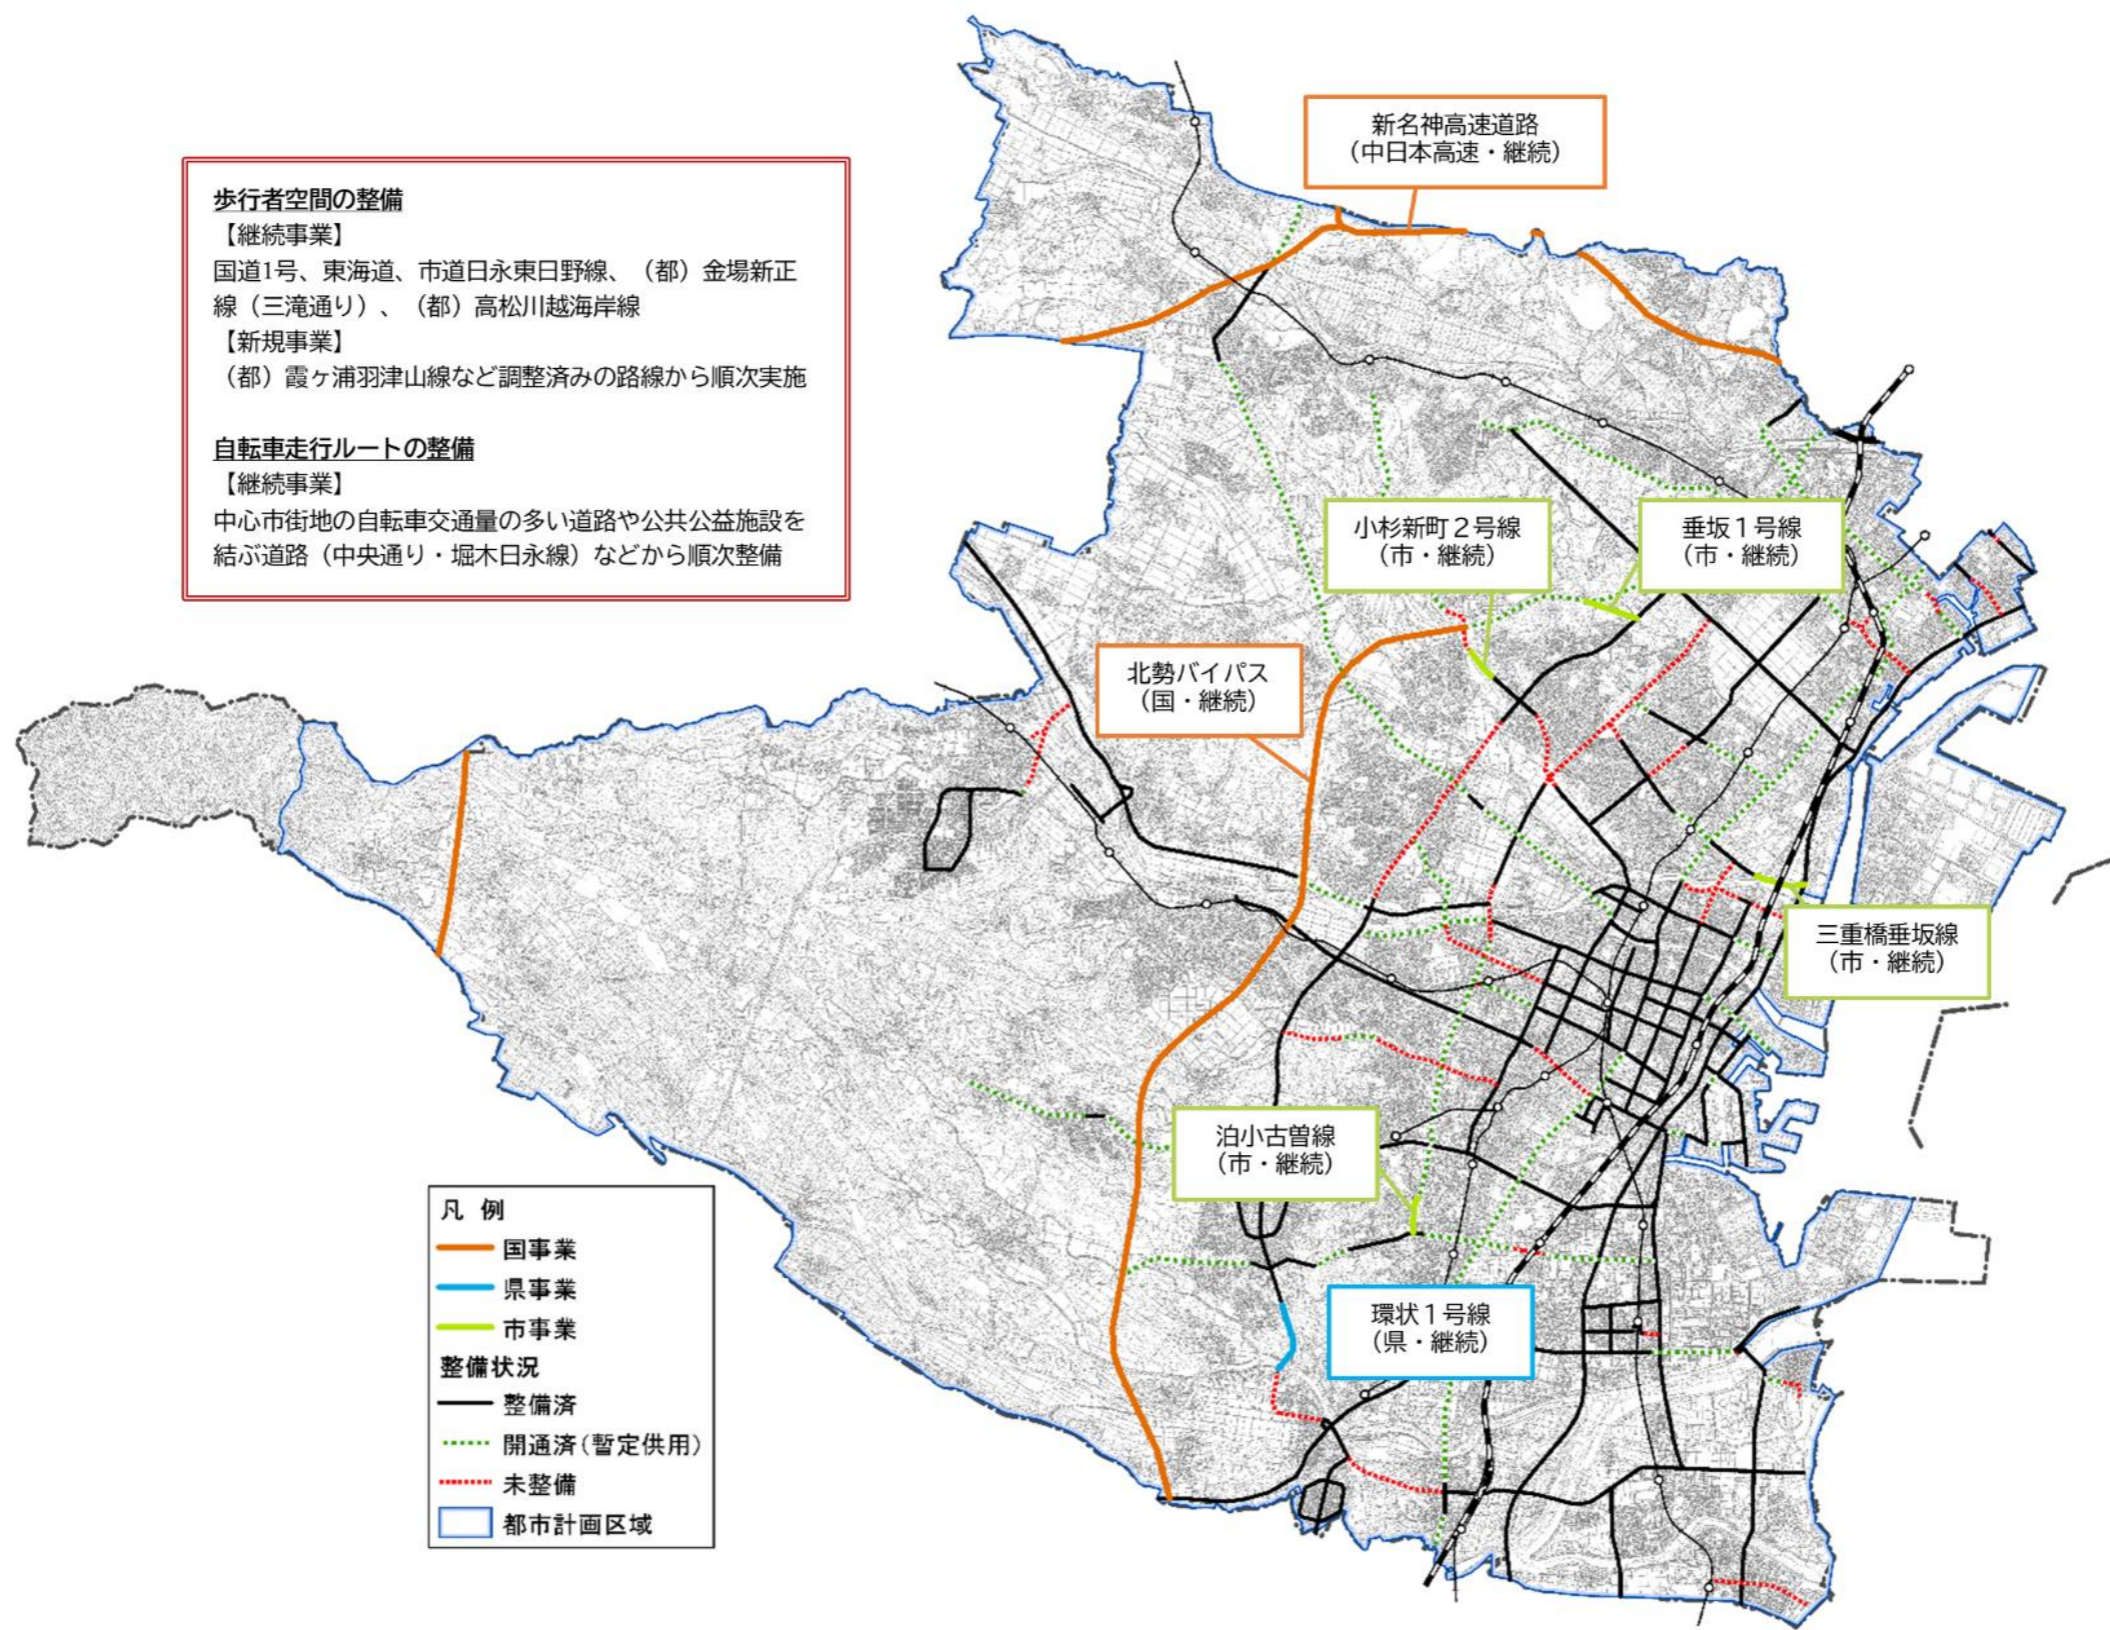 歩行者空間の整備
【継続事業】
国道1号、東海道、市道日永東日野線、（都）金場新正
線（三滝通り）、（都）高松川越海岸線
【新規事業】
（都）霞ヶ浦羽津山線など調整済みの路線から順次実施
自転車走行ルートの整備
【継続事業】
中心市街地の自転車交通量の多い道路や公共公益施設を
結ぶ道路（中央通り・堀木日永線）などから順次整備
新名神高速道路
（中日本高速・継続）
小杉新町２号線
（市・継続）
垂坂１号線
（市・継続）
北勢バイパス
（国・継続）
三重橋垂坂線
（市・継続）
泊小古曽線
（市・継続）
環状１号線
（県・継続）
凡 例
国事業
県事業
市事業
整備状況
整備済
開通済(暫定供用)
未整備
都市計画区域